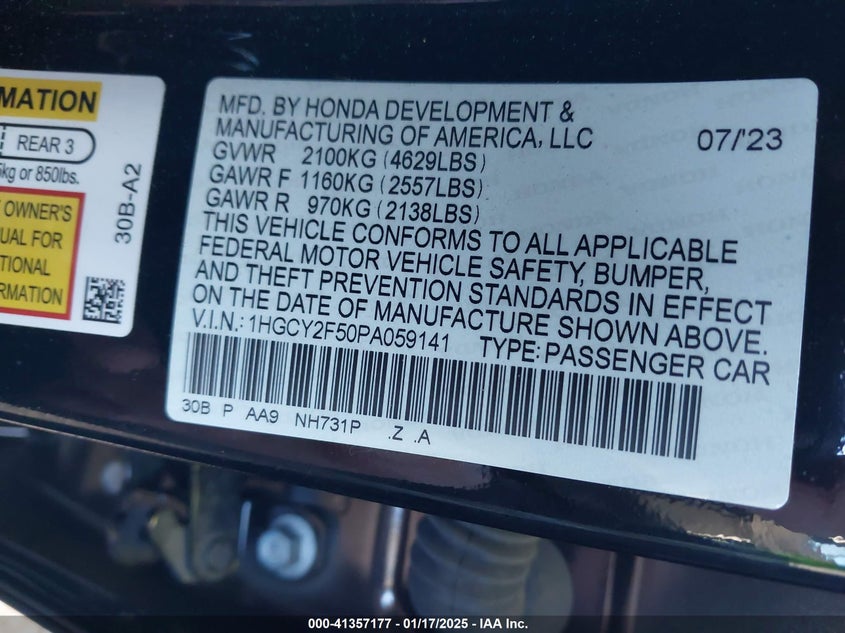 MATION
REAR 3
kg or 850lbs.
OWNER'S
UAL FOR
TIONAL
ORMATION
30B-A2
MFD. BY HONDA DEVELOPMENT &
MANUFACTURING OF AMERICA, LLC 07/'23
GVWR 2100KG (4629LBS)
GAWR F 1160KG (2557LBS)
GAWR R 970KG (2138LBS)
THIS VEHICLE CONFORMS TO ALL APPLICABLE
FEDERAL MOTOR VEHICLE SAFETY, BUMPER,
AND THEFT PREVENTION STANDARDS IN EFFECT
ON THE DATE OF MANUFACTURE SHOWN ABOVE.
V.I.N.: 1HGCY2F50PA059141 TYPE: PASSENGER CAR
30B P AA9 NH731P .Z .A
000-41357177 — 01/17/2025 — IAA Inc.